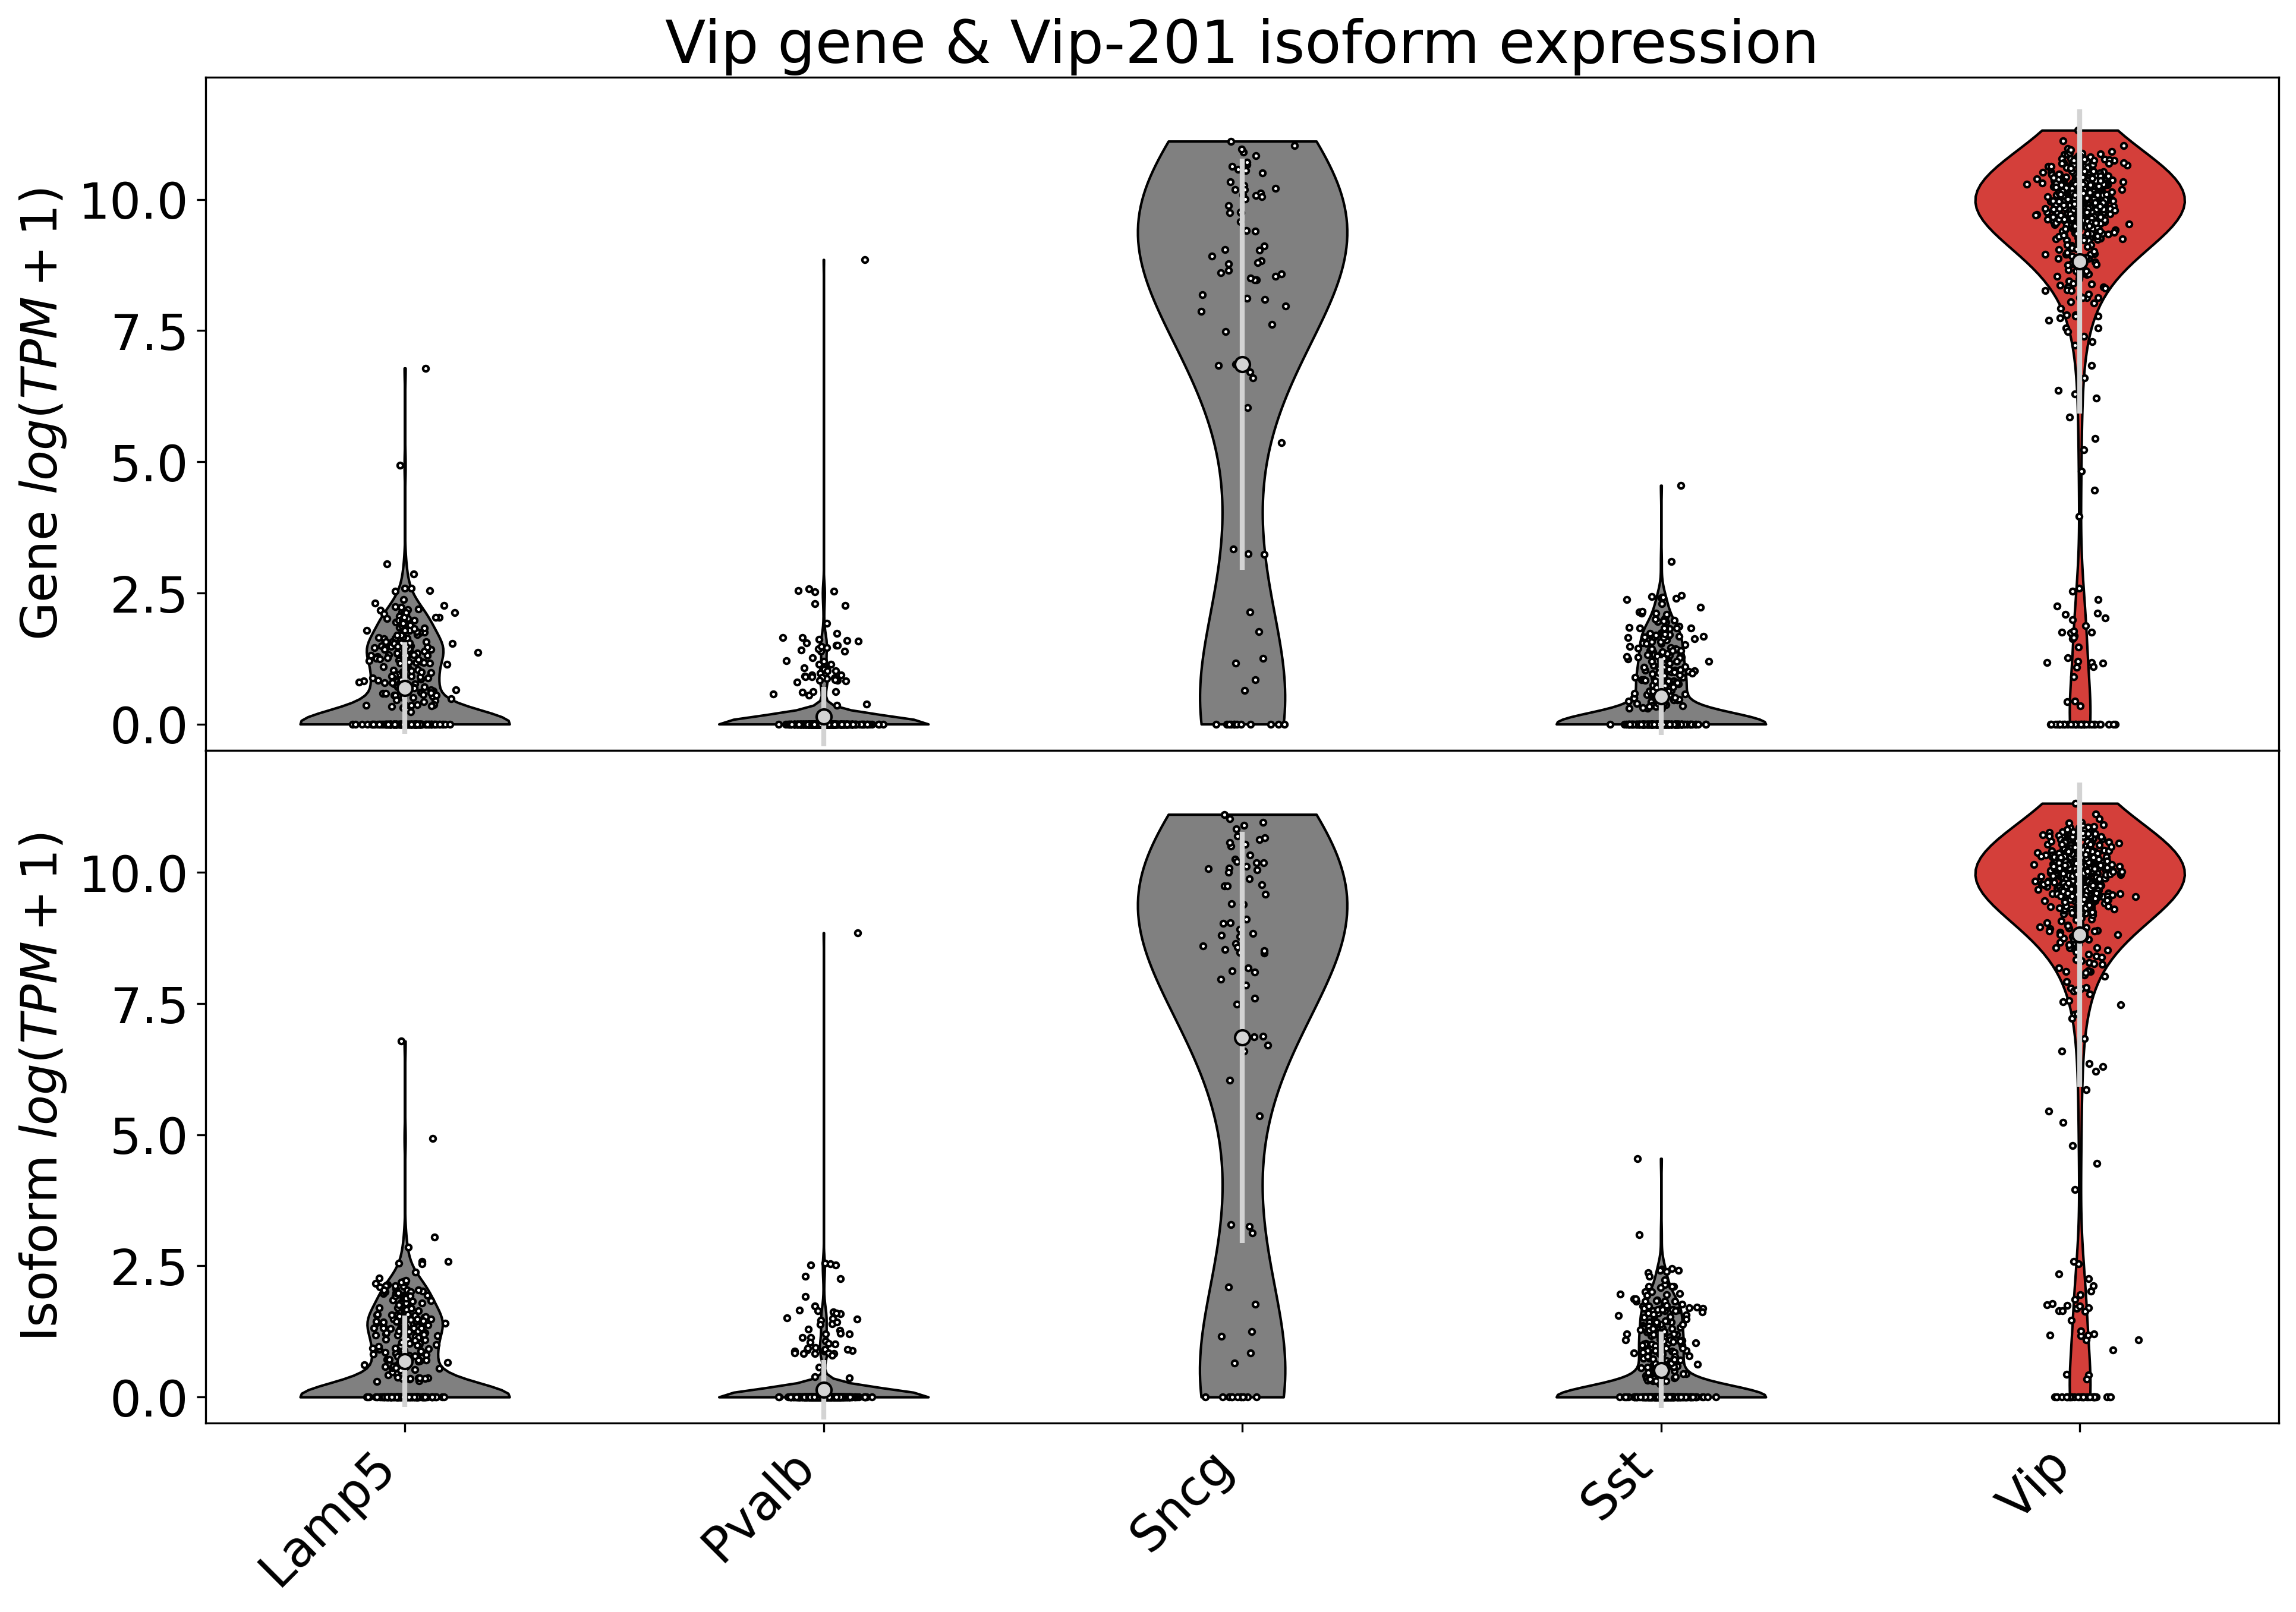 Vip gene & Vip-201 isoform expression
Gene log(TPM + 1)
10.0
7.5
5.0
2.5
0.0
Isoform log(TPM + 1)
10.0
7.5
5.0
2.5
0.0
Lamp5
Pvalb
Sncg
Sst
Vip